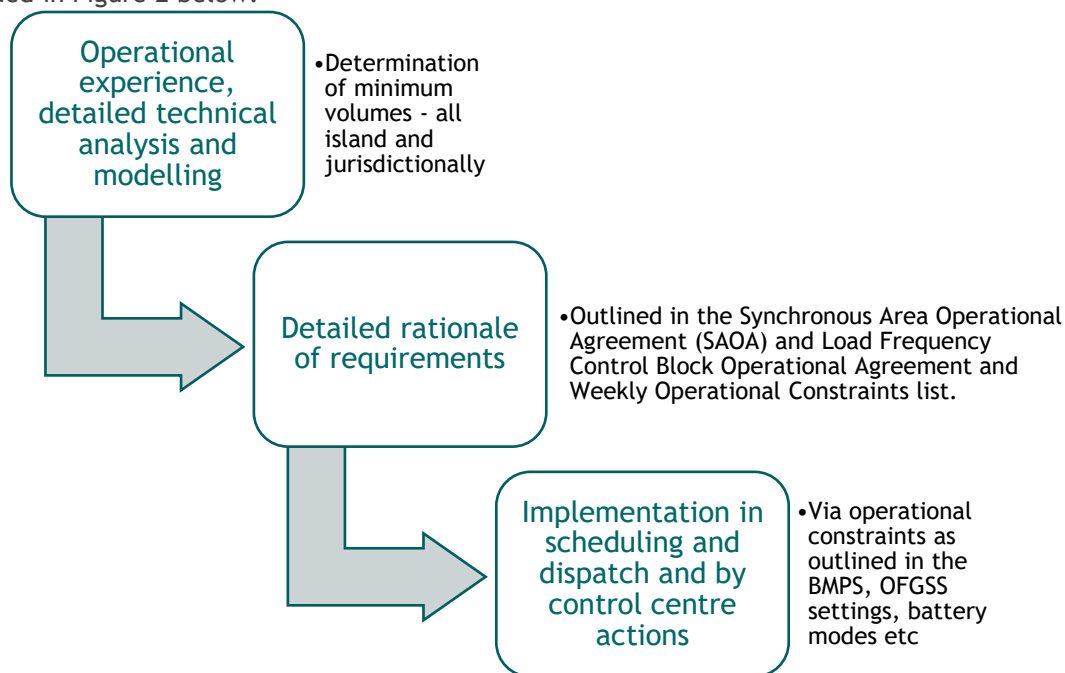 Operational
experience,
detailed technical
analysis and
modelling
•Determination
of minimum
volumes - all
island and
jurisdictionally
Detailed rationale
of requirements
•Outlined in the Synchronous Area Operational
Agreement (SAOA) and Load Frequency
Control Block Operational Agreement and
Weekly Operational Constraints list.
Implementation in
scheduling and
dispatch and by
control centre
actions
•Via operational
constraints as
outlined in the
BMPS, OFGSS
settings, battery
modes etc